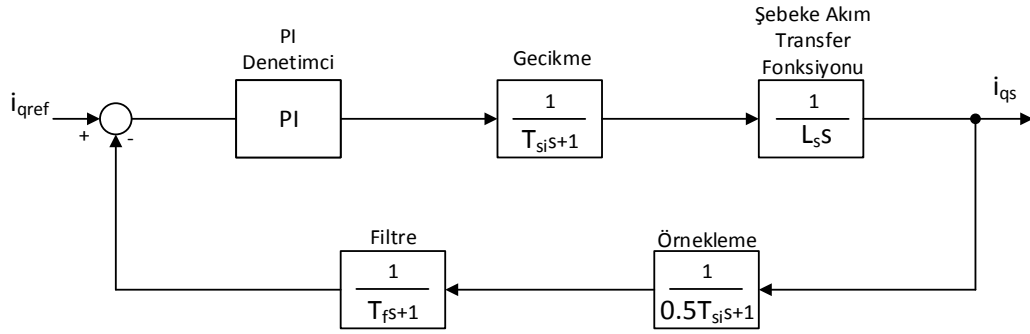 PI
Denetimci
Gecikme
Şebeke Akım
Transfer
Fonksiyonu
i_qref
+
-
PI
1
T_si s+1
1
L_s s
i_qs
Filtre
1
T_f s+1
Örnekleme
1
0.5T_si s+1